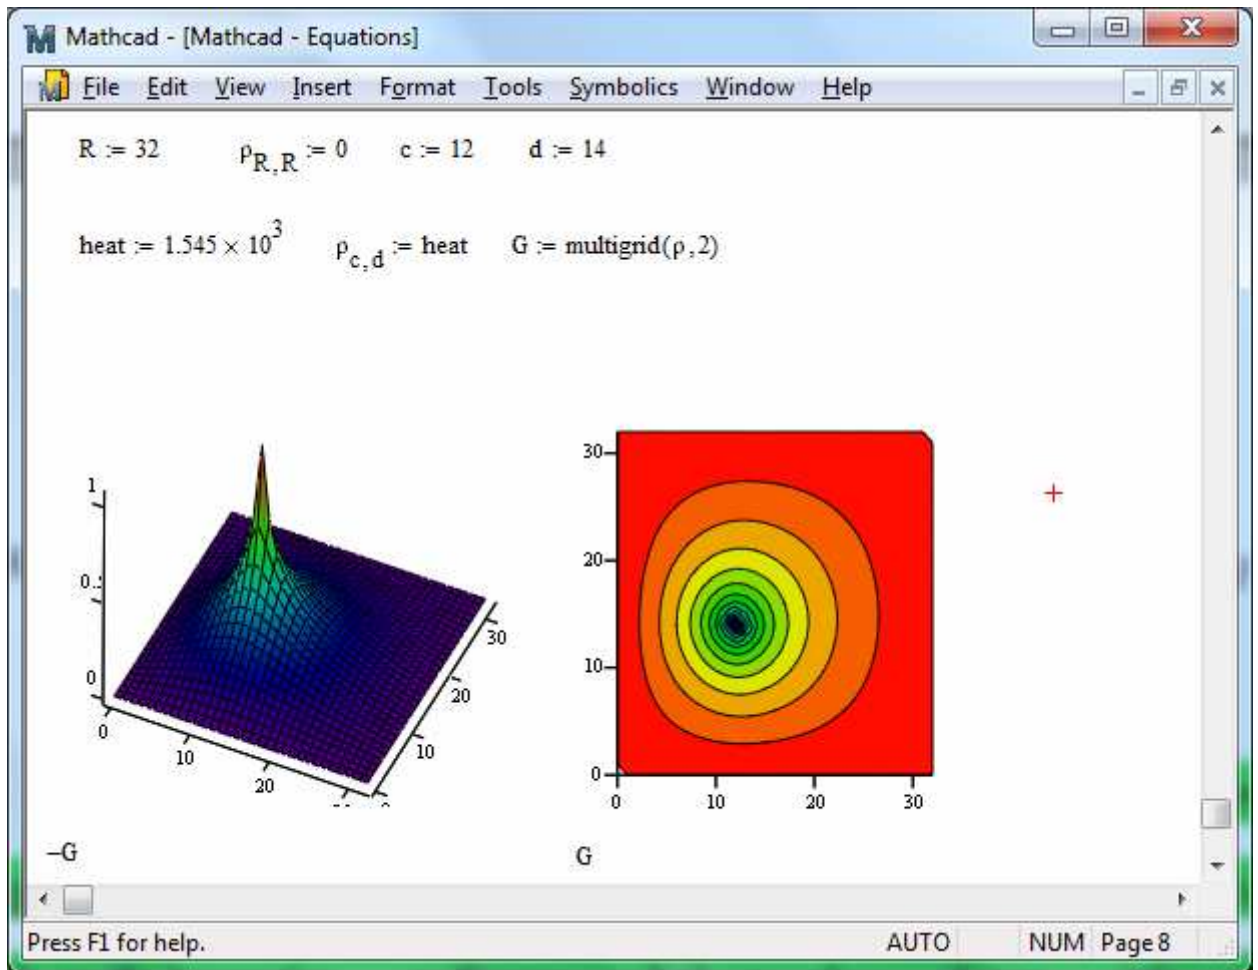 Mathcad - [Mathcad - Equations]
File Edit View Insert Format Tools Symbolics Window Help
R := 32 ρR,R := 0 c := 12 d := 14
heat := 1.545 × 10³ ρc,d := heat G := multigrid(ρ,2)
1
0.
0
0
10
20
10
20
30
30
20
10
0
0 10 20 30
−G
G
Press F1 for help. AUTO NUM Page 8